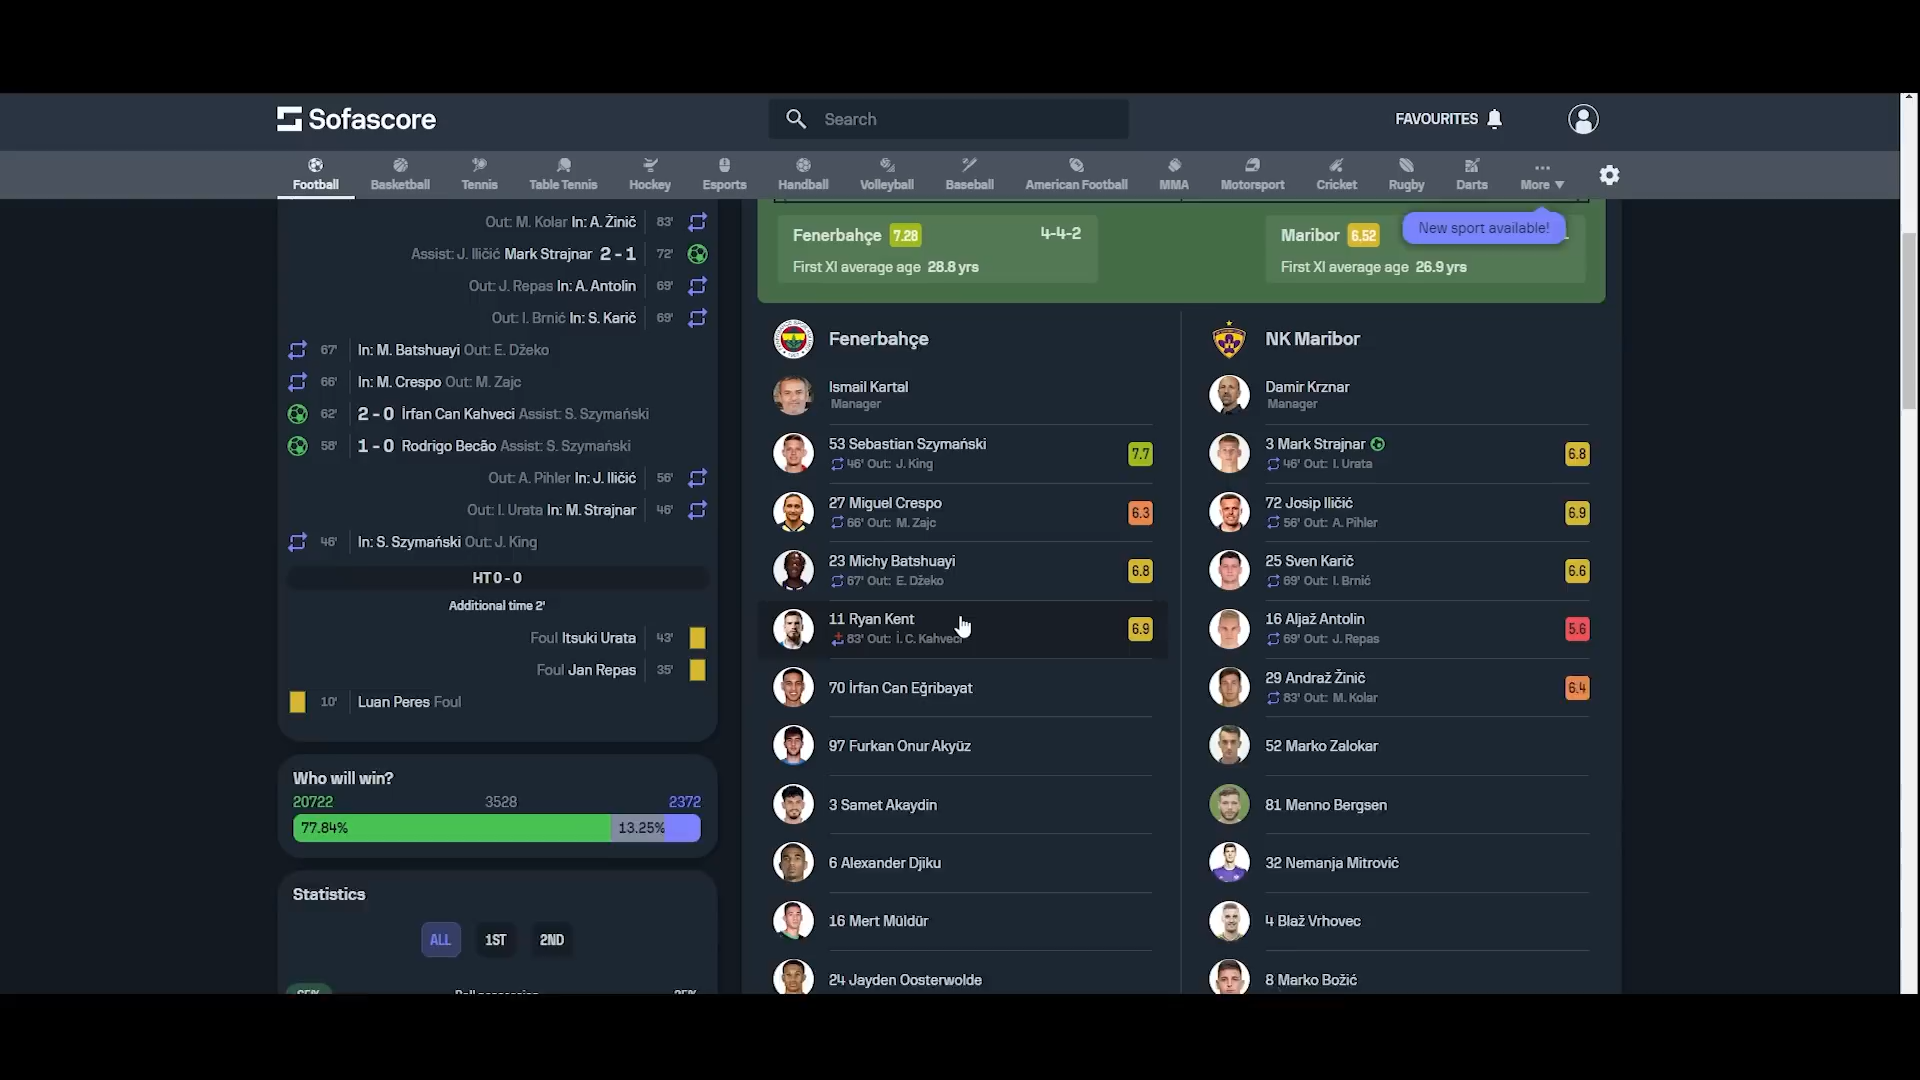 Sofascore
Search
FAVOURITES
Football
Basketball
Tennis
Table Tennis
Hockey
Esports
Handball
Volleyball
Baseball
American Football
MMA
Motorsport
Cricket
Rugby
Darts
More
New sport available!
Out: M. Kolar In: A. Žinič 83'
Assist: J. Iličić Mark Strajnar 2 - 1 72'
Out: J. Repas In: A. Antolin 69'
Out: I. Brnić In: S. Karič 69'
67' In: M. Batshuayi Out: E. Džeko
66' In: M. Crespo Out: M. Zajc
62' 2 - 0 İrfan Can Kahveci Assist: S. Szymański
58' 1 - 0 Rodrigo Becão Assist: S. Szymański
Out: A. Pihler In: J. Iličić 56'
Out: I. Urata In: M. Strajnar 46'
46' In: S. Szymański Out: J. King
HT 0 - 0
Additional time 2'
Foul Itsuki Urata 43'
Foul Jan Repas 35'
10' Luan Peres Foul
Who will win?
20722 3528 2372
77.84% 13.25%
Statistics
ALL 1ST 2ND
Fenerbahçe 7.28 4-4-2
First XI average age 28.8 yrs
Maribor 6.52
First XI average age 26.9 yrs
Fenerbahçe
Ismail Kartal
Manager
53 Sebastian Szymański 7.7
46' Out: J. King
27 Miguel Crespo 6.3
66' Out: M. Zajc
23 Michy Batshuayi 6.8
67' Out: E. Džeko
11 Ryan Kent 6.9
83' Out: İ. C. Kahveci
70 İrfan Can Eğribayat
97 Furkan Onur Akyüz
3 Samet Akaydin
6 Alexander Djiku
16 Mert Müldür
24 Jayden Oosterwolde
NK Maribor
Damir Krznar
Manager
3 Mark Strajnar 6.8
46' Out: I. Urata
72 Josip Iličić 6.9
56' Out: A. Pihler
25 Sven Karič 6.6
69' Out: I. Brnić
16 Aljaž Antolin 5.6
69' Out: J. Repas
29 Andraž Žinič 6.4
83' Out: M. Kolar
52 Marko Zalokar
81 Menno Bergsen
32 Nemanja Mitrović
4 Blaž Vrhovec
8 Marko Božić